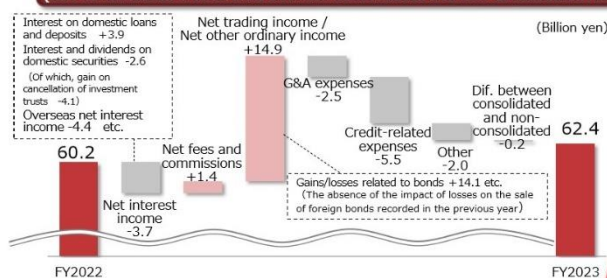 Interest on domestic loans
and deposits +3.9
Interest and dividends on
domestic securities -2.6
(Of which, gain on
cancellation of investment
trusts -4.1)
Overseas net interest
income -4.4 etc.
Net trading income /
Net other ordinary income
+14.9
(Billion yen)
G&A expenses
-2.5
Dif. between
consolidated
and non-
consolidated
-0.2
Credit-related
expenses
-5.5
Other
-2.0
62.4
60.2
Net fees and
commissions
+1.4
Net interest
income
-3.7
Gains/losses related to bonds +14.1 etc.
(The absence of the impact of losses on the sale
of foreign bonds recorded in the previous year)
FY2022
FY2023